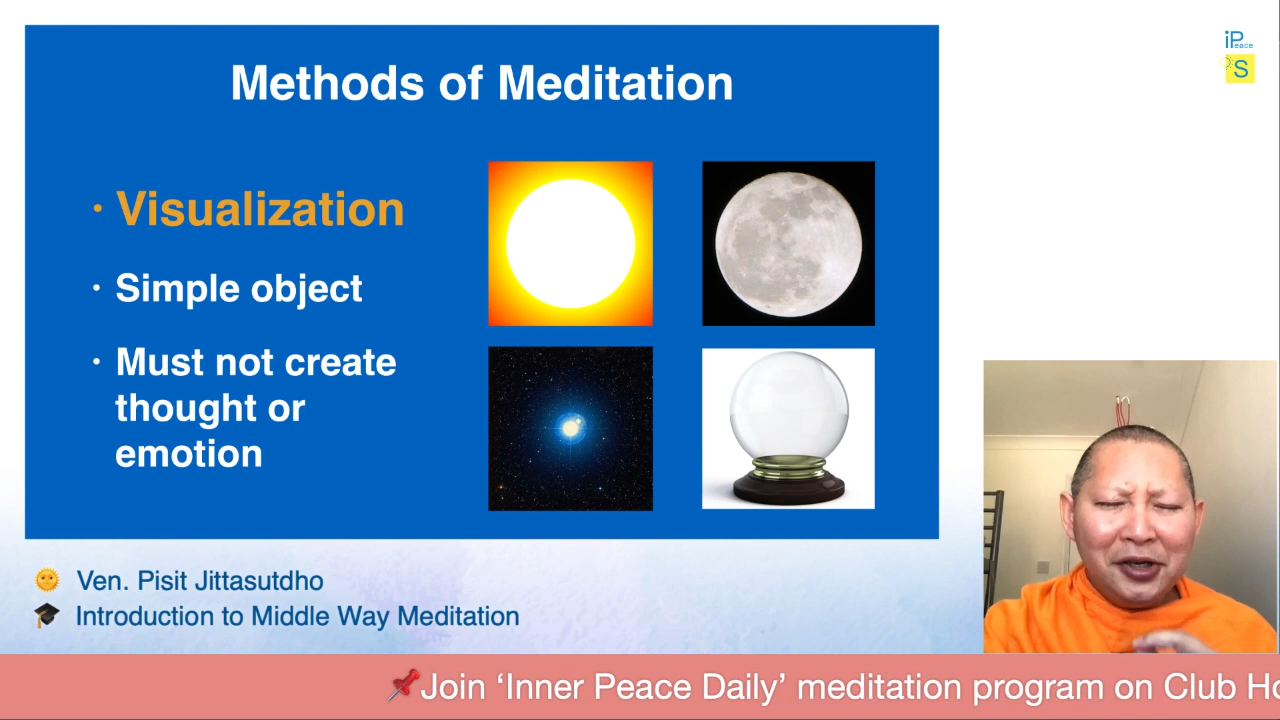 Methods of Meditation
iPeace
S
· Visualization
· Simple object
· Must not create
thought or
emotion
Ven. Pisit Jittasutdho
Introduction to Middle Way Meditation
Join ‘Inner Peace Daily’ meditation program on Club Ho